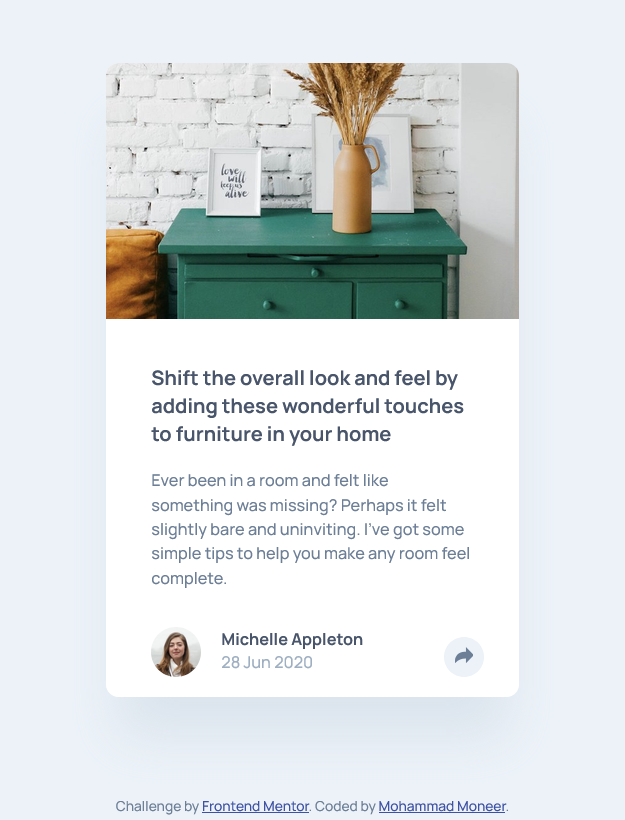 love
will
keep us
alive
Shift the overall look and feel by
adding these wonderful touches
to furniture in your home
Ever been in a room and felt like
something was missing? Perhaps it felt
slightly bare and uninviting. I’ve got some
simple tips to help you make any room feel
complete.
Michelle Appleton
28 Jun 2020
Challenge by Frontend Mentor. Coded by Mohammad Moneer.